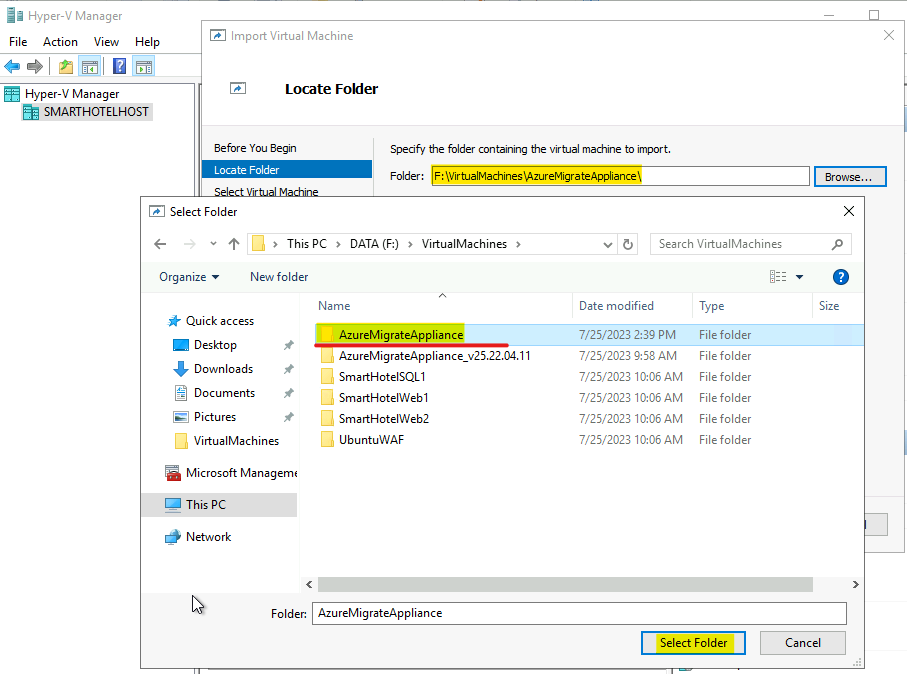 Hyper-V Manager
File Action View Help
Hyper-V Manager
SMARTHOTELHOST
Import Virtual Machine
Locate Folder
Before You Begin
Locate Folder
Select Virtual Machine
Specify the folder containing the virtual machine to import.
Folder: F:\VirtualMachines\AzureMigrateAppliance\ Browse...
Select Folder
This PC > DATA (F:) > VirtualMachines >
Search VirtualMachines
Organize New folder
?
Quick access
Desktop
Downloads
Documents
Pictures
VirtualMachines
Microsoft Manageme
This PC
Network
Name Date modified Type Size
AzureMigrateAppliance 7/25/2023 2:39 PM File folder
AzureMigrateAppliance_v25.22.04.11 7/25/2023 9:58 AM File folder
SmartHotelSQL1 7/25/2023 10:06 AM File folder
SmartHotelWeb1 7/25/2023 10:06 AM File folder
SmartHotelWeb2 7/25/2023 10:06 AM File folder
UbuntuWAF 7/25/2023 10:06 AM File folder
Folder: AzureMigrateAppliance
Select Folder Cancel